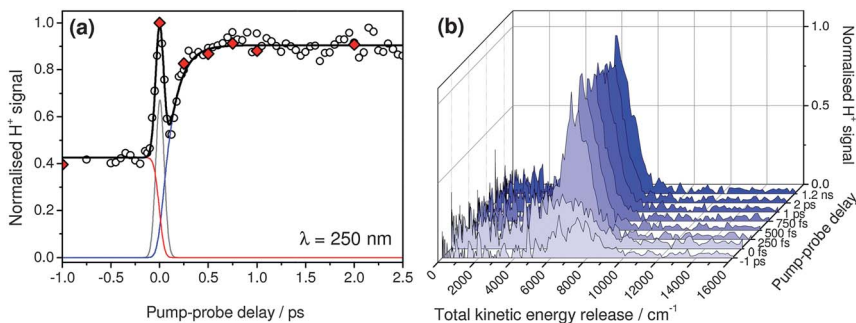 (a)
Normalised H⁺ signal
1.0
0.8
0.6
0.4
0.2
0.0
λ = 250 nm
-1.0 -0.5 0.0 0.5 1.0 1.5 2.0 2.5
Pump-probe delay / ps
(b)
1.0
0.5
0.0
Normalised H⁺ signal
1.2 ns
2 ps
1 ps
750 fs
500 fs
250 fs
0 fs
-1 ps
Pump-probe delay
0 2000 4000 6000 8000 10000 12000 14000 16000
Total kinetic energy release / cm⁻¹